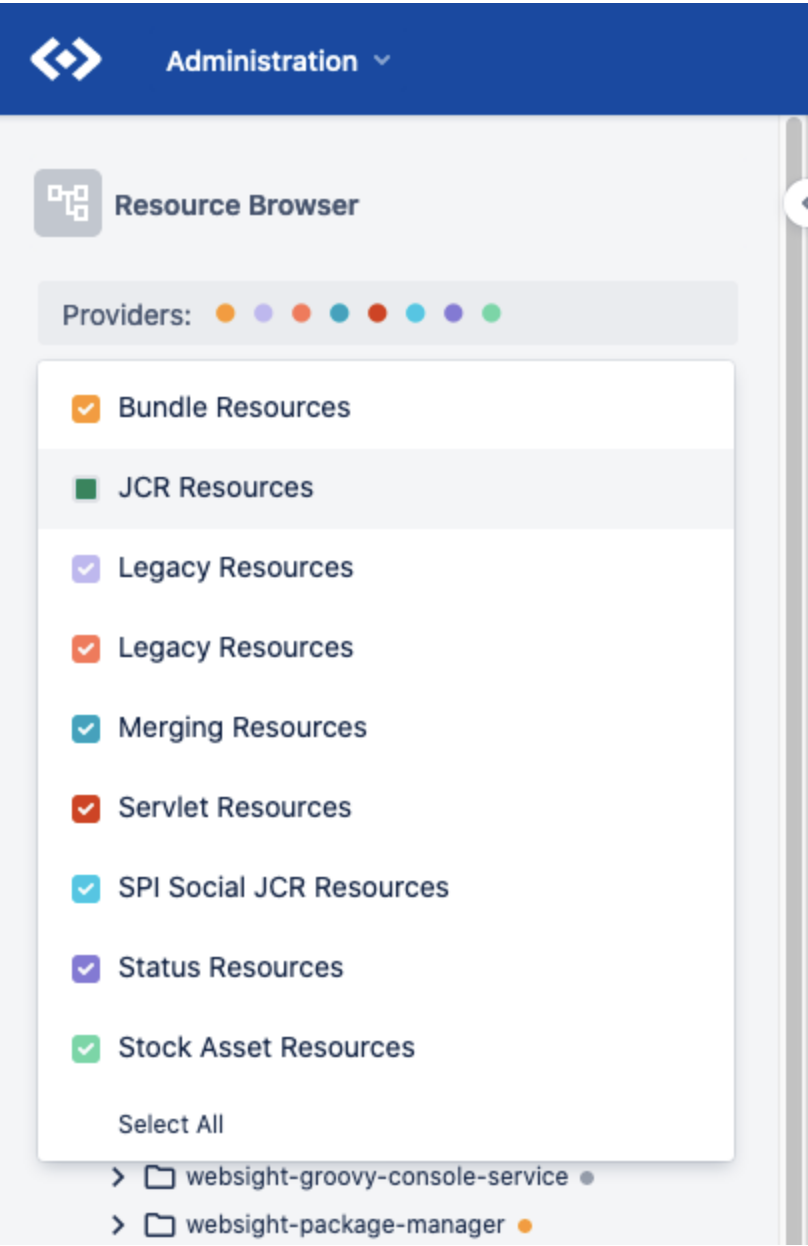 Administration
Resource Browser
Providers:
Bundle Resources
JCR Resources
Legacy Resources
Legacy Resources
Merging Resources
Servlet Resources
SPI Social JCR Resources
Status Resources
Stock Asset Resources
Select All
websight-groovy-console-service
websight-package-manager